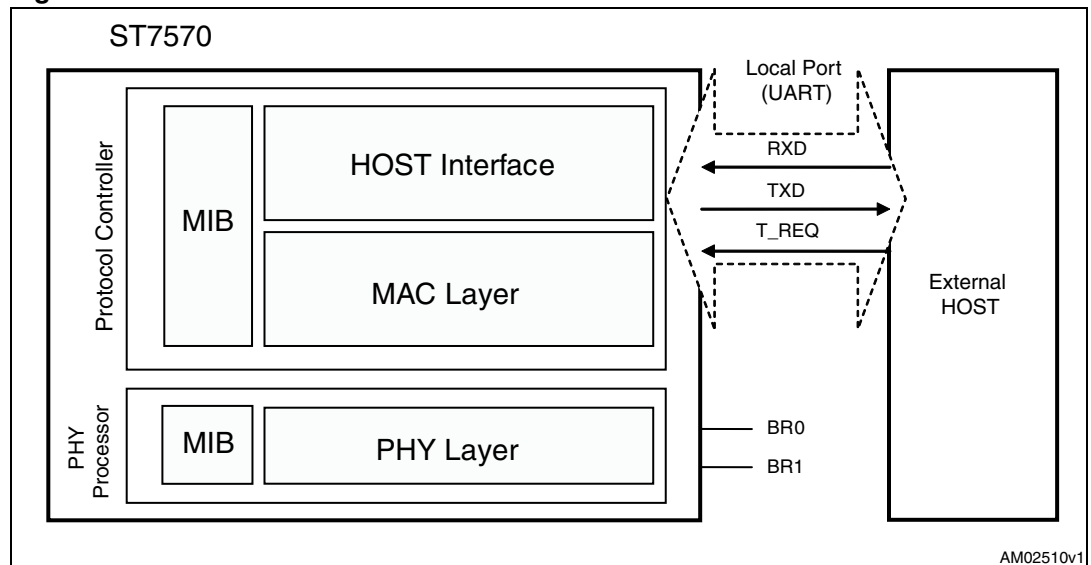 ST7570
Local Port
(UART)
RXD
TXD
T_REQ
HOST Interface
MIB
MAC Layer
Protocol Controller
External
HOST
MIB
PHY Layer
PHY
Processor
BR0
BR1
AM02510v1